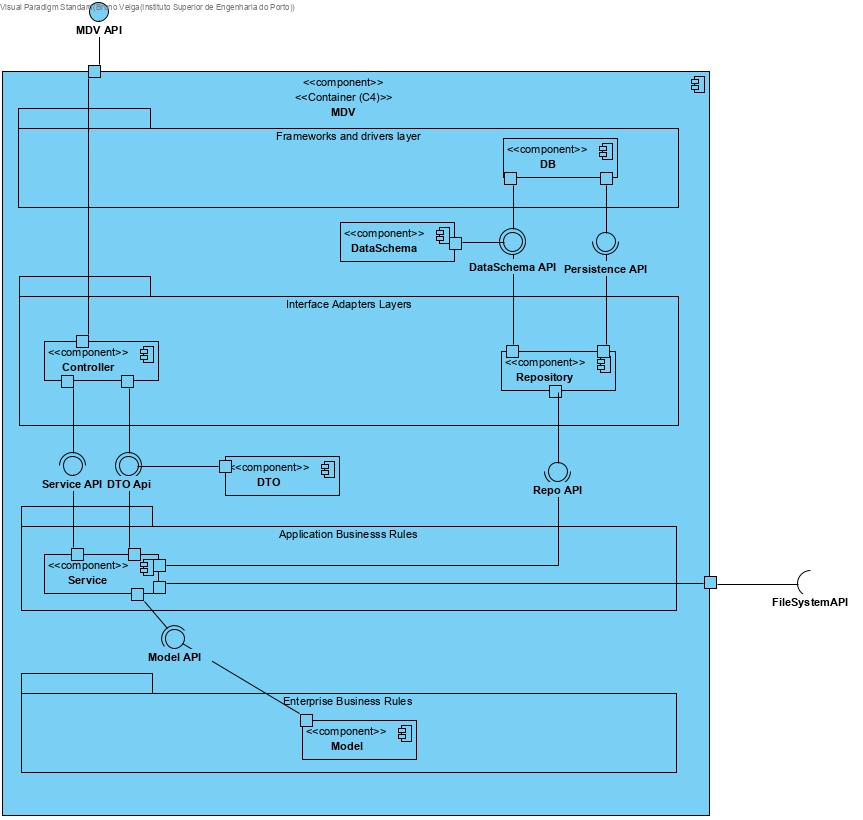 Visual Paradigm Standard(Bruno Veiga(Instituto Superior de Engenharia do Porto))
MDV API
<<component>>
<<Container (C4)>>
MDV
Frameworks and drivers layer
<<component>>
DB
<<component>>
DataSchema
DataSchema API
Persistence API
Interface Adapters Layers
<<component>>
Controller
<<component>>
Repository
Service API
DTO Api
<<component>>
DTO
Repo API
Application Businesss Rules
<<component>>
Service
FileSystemAPI
Model API
Enterprise Business Rules
<<component>>
Model